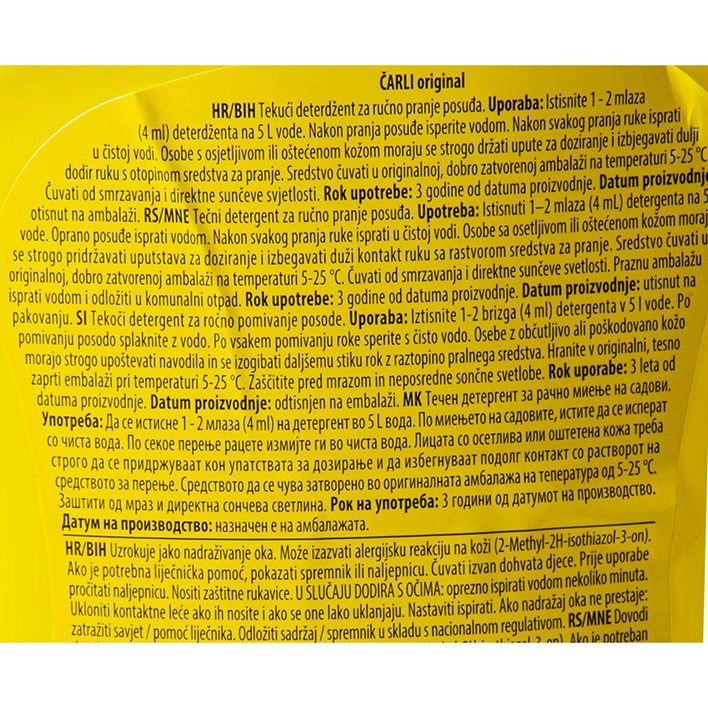 ČARLI original
HR/BIH Tekući deterdžent za ručno pranje posuđa. Uporaba: Istisnite 1 - 2 mlaza
(4 ml) deterdženta na 5 L vode. Nakon pranja posuđe isperite vodom. Nakon svakog pranja ruke isprati
u čistoj vodi. Osobe s osjetljivom ili oštećenom kožom moraju se strogo držati upute za doziranje i izbjegavati dulji
dodir ruku s otopinom sredstva za pranje. Sredstvo čuvati u originalnoj, dobro zatvorenoj ambalaži na temperaturi 5-25 °C.
Čuvati od smrzavanja i direktne sunčeve svjetlosti. Rok upotrebe: 3 godine od datuma proizvodnje. Datum proizvodnje:
otisnut na ambalaži. RS/MNE Tečni detergent za ručno pranje posuđa. Upotreba: Istisnuti 1–2 mlaza (4 ml) detergenta na 5
vode. Oprano posuđe isprati vodom. Nakon svakog pranja ruke isprati u čistoj vodi. Osobe sa osetljivom ili oštećenom kožom moraj
se strogo pridržavati uputstava za doziranje i izbegavati duži kontakt ruku sa rastvorom sredstva za pranje. Sredstvo čuvati u
originalnoj, dobro zatvorenoj ambalaži na temperaturi 5-25 °C. Čuvati od smrzavanja i direktne sunčeve svetlosti. Praznu ambalažu
isprati vodom i odložiti u komunalni otpad. Rok upotrebe: 3 godine od datuma proizvodnje. Datum proizvodnje: utisnut na
pakovanju. SI Tekoči detergent za ročno pomivanje posode. Uporaba: Iztisnite 1-2 brizga (4 ml) detergenta v 5 l vode. Po
pomivanju posodo splaknite z vodo. Po vsakem pomivanju roke sperite s čisto vodo. Osebe z občutljivo ali poškodovano kožo
morajo strogo upoštevati navodila in se izogibati daljšemu stiku rok z raztopino pralnega sredstva. Hranite v originalni, tesno
zaprti embalaži pri temperaturi 5-25 °C. Zaščitite pred mrazom in neposredne sončne svetlobe. Rok uporabe: 3 leta od
datuma proizvodnje. Datum proizvodnje: odtisnjen na embalaži. MK Течен детергент за рачно миење на садови.
Употреба: Да се истисне 1 - 2 млаза (4 ml) на детергент во 5 L вода. По миењето на садовите, истите да се исперат
со чиста вода. По секое перење рацете измијте ги во чиста вода. Лицата со осетлива или оштетена кожа треба
строго да се придржуваат кон упатствата за дозирање и да избегнуваат подолг контакт со растворот на
средството за перење. Средството да се чува затворено во оригиналната амбалажа на тепература од 5-25 °C.
Заштити од мраз и директна сончева светлина. Рок на употреба: 3 години од датумот на производство.
Датум на производство: назначен е на амбалажата.
HR/BIH Uzrokuje jako nadraživanje oka. Može izazvati alergijsku reakciju na koži (2-Methyl-2H-isothiazol-3-on).
Ako je potrebna liječnička pomoć, pokazati spremnik ili naljepnicu. Čuvati izvan dohvata djece. Prije uporabe
pročitati naljepnicu. Nositi zaštitne rukavice. U SLUČAJU DODIRA S OČIMA: oprezno ispirati vodom nekoliko minuta.
Ukloniti kontaktne leće ako ih nosite i ako se one lako uklanjaju. Nastaviti ispirati. Ako nadražaj oka ne prestaje:
zatražiti savjet / pomoć liječnika. Odložiti sadržaj / spremnik u skladu s nacionalnom regulativom. RS/MNE Dovodi
Ako je potreban